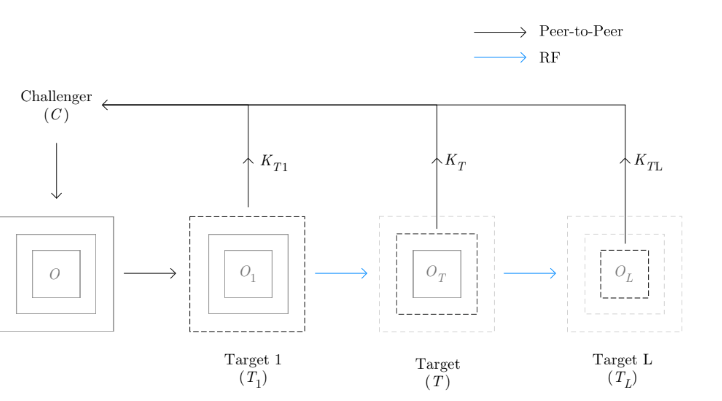 Peer-to-Peer
RF
Challenger
(C)
K_{T1}
K_T
K_{TL}
O
O_1
O_T
O_L
Target 1
(T_1)
Target
(T)
Target L
(T_L)